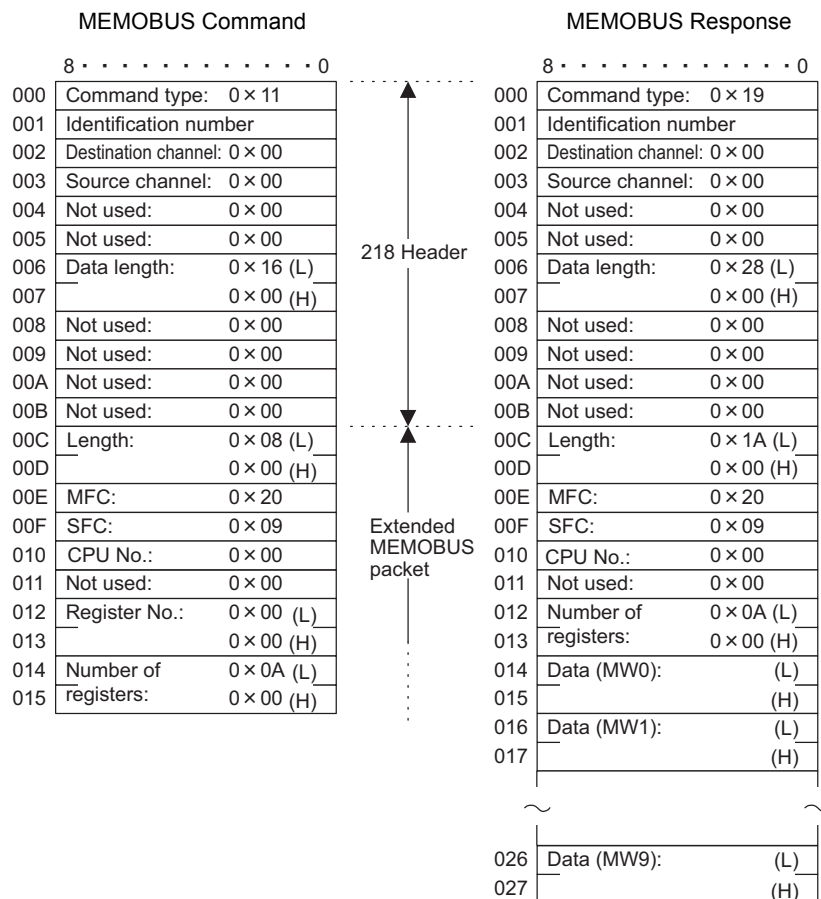 MEMOBUS Command
8 · · · · · · · · · · · · 0
000 Command type: 0×11
001 Identification number
002 Destination channel: 0×00
003 Source channel: 0×00
004 Not used: 0×00
005 Not used: 0×00
006 Data length: 0×16 (L)
007 0×00 (H)
008 Not used: 0×00
009 Not used: 0×00
00A Not used: 0×00
00B Not used: 0×00
00C Length: 0×08 (L)
00D 0×00 (H)
00E MFC: 0×20
00F SFC: 0×09
010 CPU No.: 0×00
011 Not used: 0×00
012 Register No.: 0×00 (L)
013 0×00 (H)
014 Number of 0×0A (L)
015 registers: 0×00 (H)
218 Header
Extended
MEMOBUS
packet
MEMOBUS Response
8 · · · · · · · · · · · · 0
000 Command type: 0×19
001 Identification number
002 Destination channel: 0×00
003 Source channel: 0×00
004 Not used: 0×00
005 Not used: 0×00
006 Data length: 0×28 (L)
007 0×00 (H)
008 Not used: 0×00
009 Not used: 0×00
00A Not used: 0×00
00B Not used: 0×00
00C Length: 0×1A (L)
00D 0×00 (H)
00E MFC: 0×20
00F SFC: 0×09
010 CPU No.: 0×00
011 Not used: 0×00
012 Number of 0×0A (L)
013 registers: 0×00 (H)
014 Data (MW0): (L)
015 (H)
016 Data (MW1): (L)
017 (H)
026 Data (MW9): (L)
027 (H)